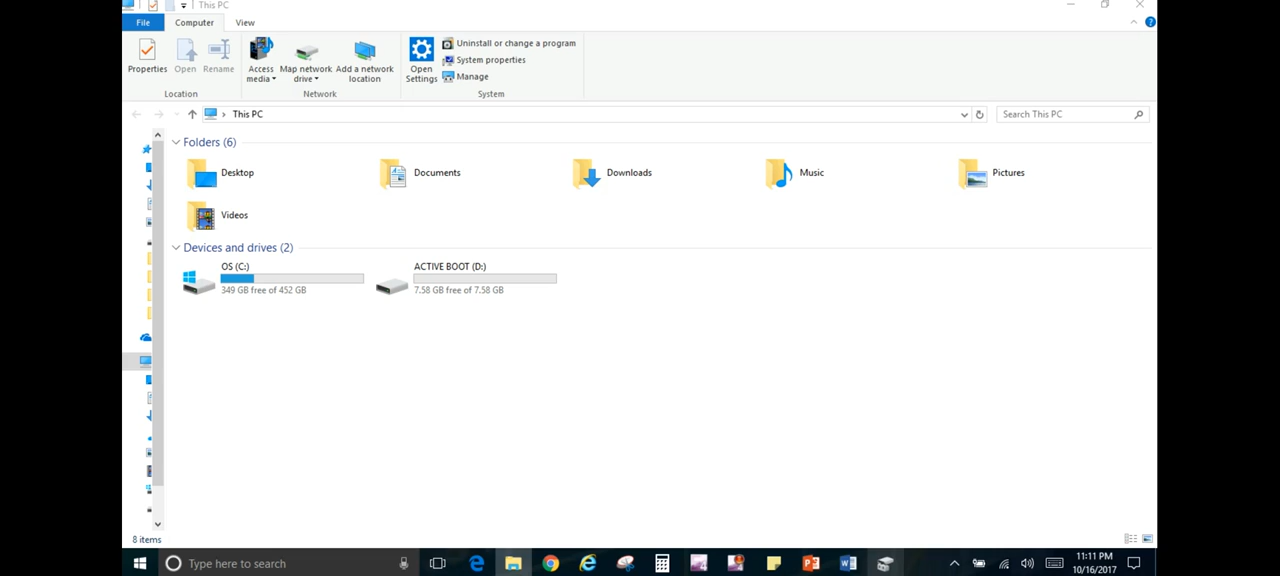 This PC
File Computer View
Properties Open Rename Access media Map network drive Add a network location Open Settings Uninstall or change a program
System properties
Manage
Location Network System
This PC Search This PC
Folders (6)
Desktop Documents Downloads Music Pictures
Videos
Devices and drives (2)
OS (C:) ACTIVE BOOT (D:)
349 GB free of 452 GB 7.58 GB free of 7.58 GB
8 items
Type here to search 11:11 PM
10/16/2017